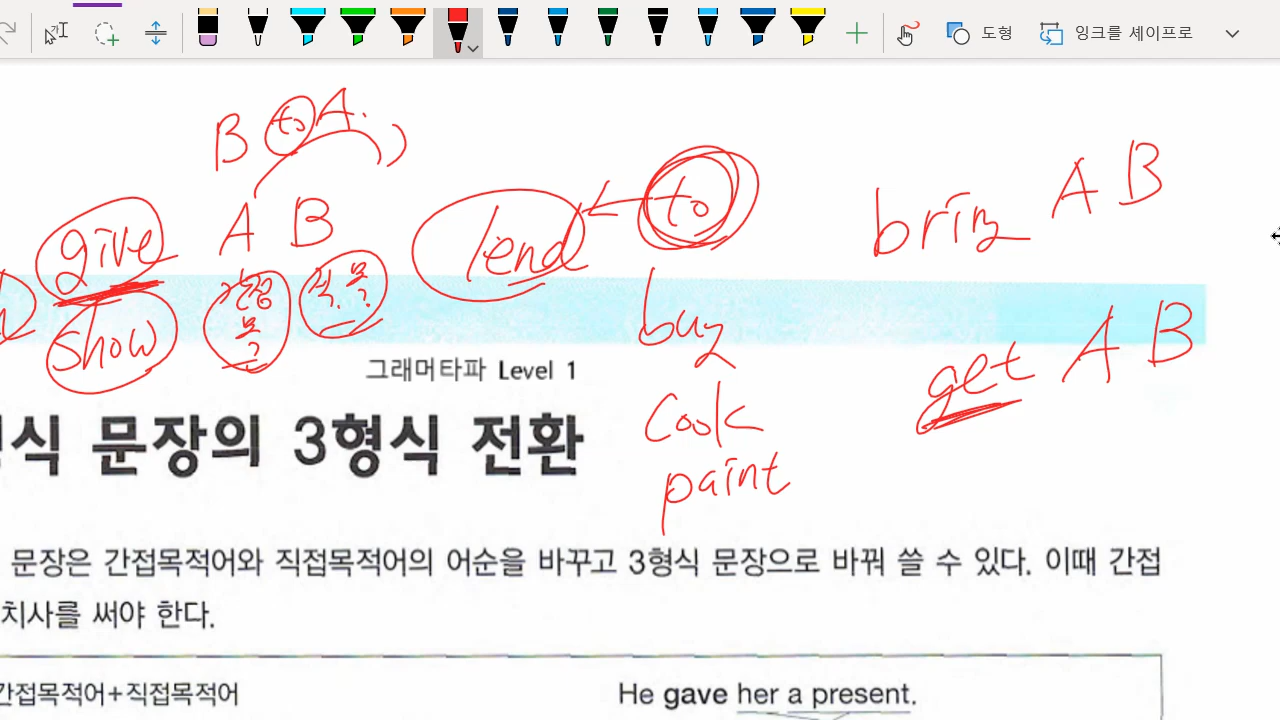 도형 잉크를 셰이프로
B to A.
give A B lend ← to bring A B
간접목 직.목
show buy get A B
그래머타파 Level 1
cook
형식 문장의 3형식 전환
paint
문장은 간접목적어와 직접목적어의 어순을 바꾸고 3형식 문장으로 바꿔 쓸 수 있다. 이때 간접
치사를 써야 한다.
간접목적어+직접목적어 He gave her a present.